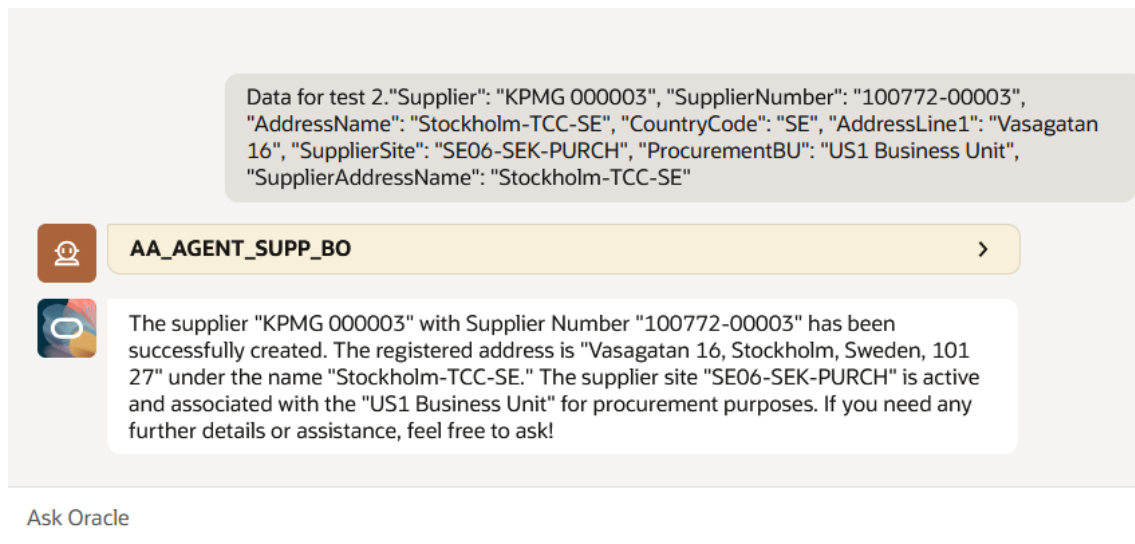 Data for test 2."Supplier": "KPMG 000003", "SupplierNumber": "100772-00003",
"AddressName": "Stockholm-TCC-SE", "CountryCode": "SE", "AddressLine1": "Vasagatan
16", "SupplierSite": "SE06-SEK-PURCH", "ProcurementBU": "US1 Business Unit",
"SupplierAddressName": "Stockholm-TCC-SE"
AA_AGENT_SUPP_BO
The supplier "KPMG 000003" with Supplier Number "100772-00003" has been
successfully created. The registered address is "Vasagatan 16, Stockholm, Sweden, 101
27" under the name "Stockholm-TCC-SE." The supplier site "SE06-SEK-PURCH" is active
and associated with the "US1 Business Unit" for procurement purposes. If you need any
further details or assistance, feel free to ask!
Ask Oracle